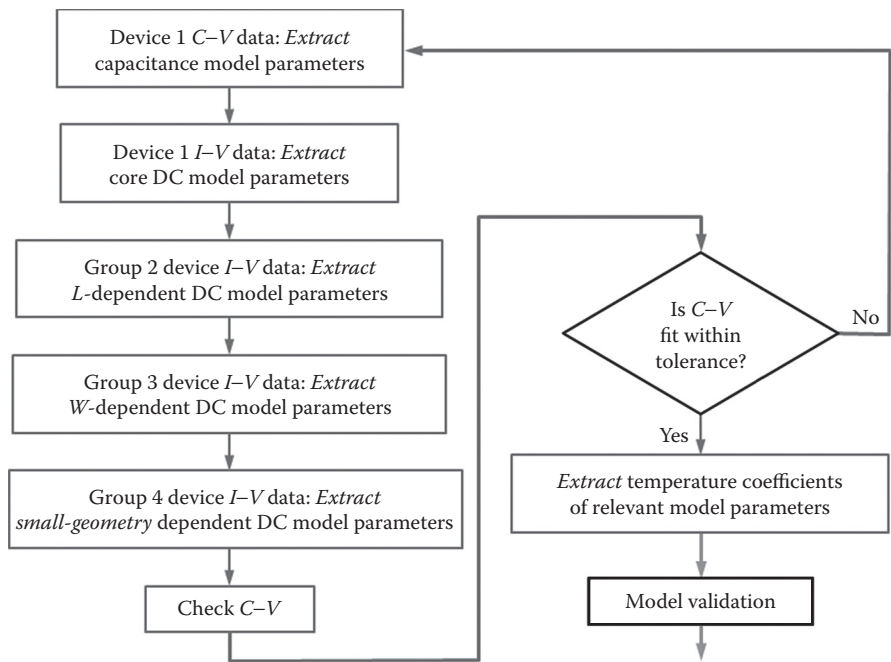 Device 1 C–V data: Extract
capacitance model parameters
Device 1 I–V data: Extract
core DC model parameters
Group 2 device I–V data: Extract
L-dependent DC model parameters
Group 3 device I–V data: Extract
W-dependent DC model parameters
Group 4 device I–V data: Extract
small-geometry dependent DC model parameters
Check C–V
Is C–V
fit within
tolerance?
No
Yes
Extract temperature coefficients
of relevant model parameters
Model validation